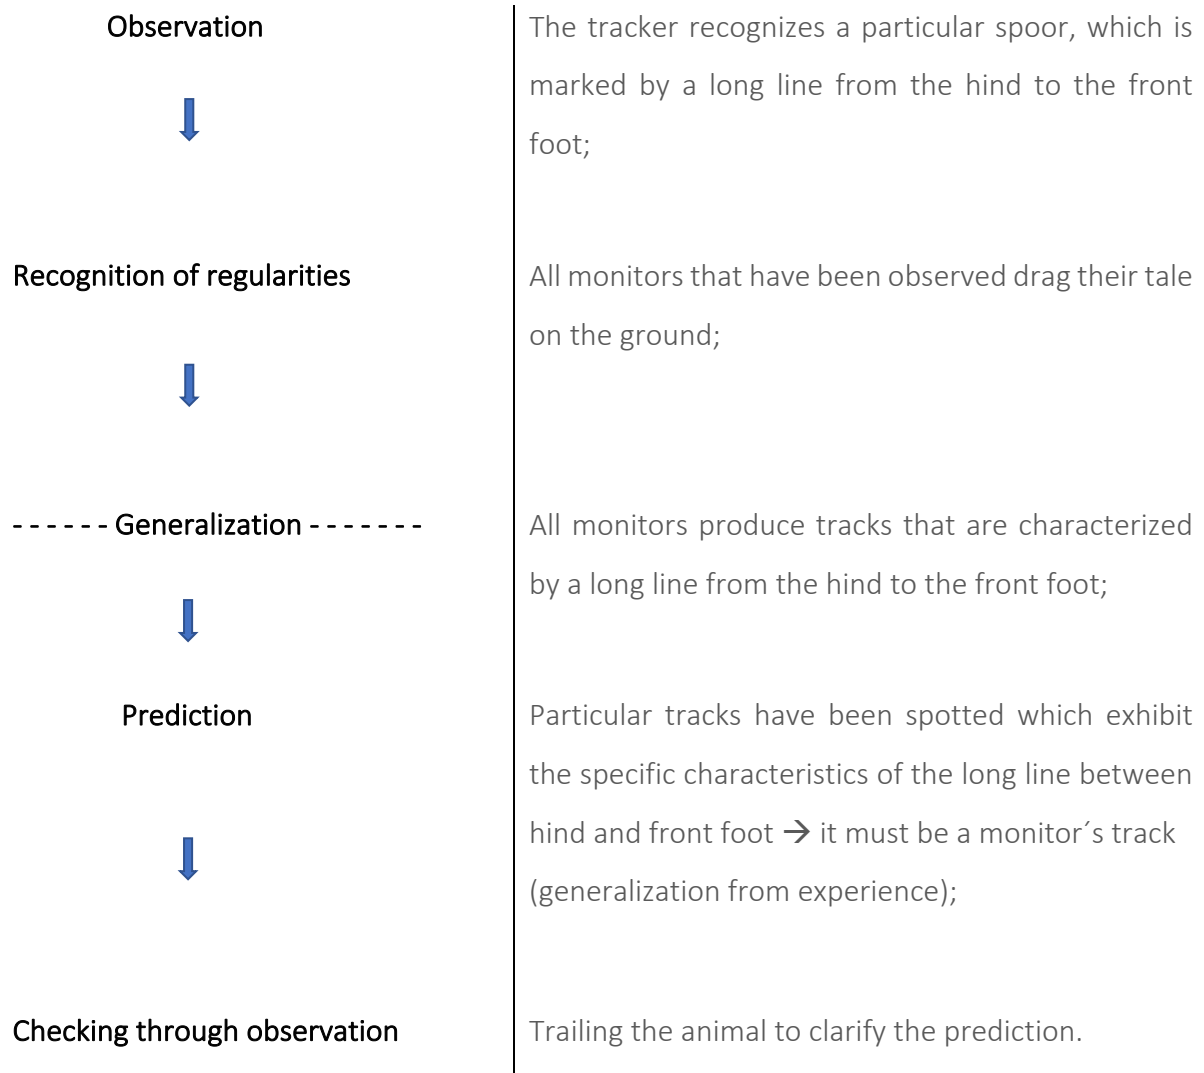 Observation
The tracker recognizes a particular spoor, which is
marked by a long line from the hind to the front
foot;
Recognition of regularities
All monitors that have been observed drag their tale
on the ground;
- - - - - - Generalization - - - - - - -
All monitors produce tracks that are characterized
by a long line from the hind to the front foot;
Prediction
Particular tracks have been spotted which exhibit
the specific characteristics of the long line between
hind and front foot → it must be a monitor´s track
(generalization from experience);
Checking through observation
Trailing the animal to clarify the prediction.